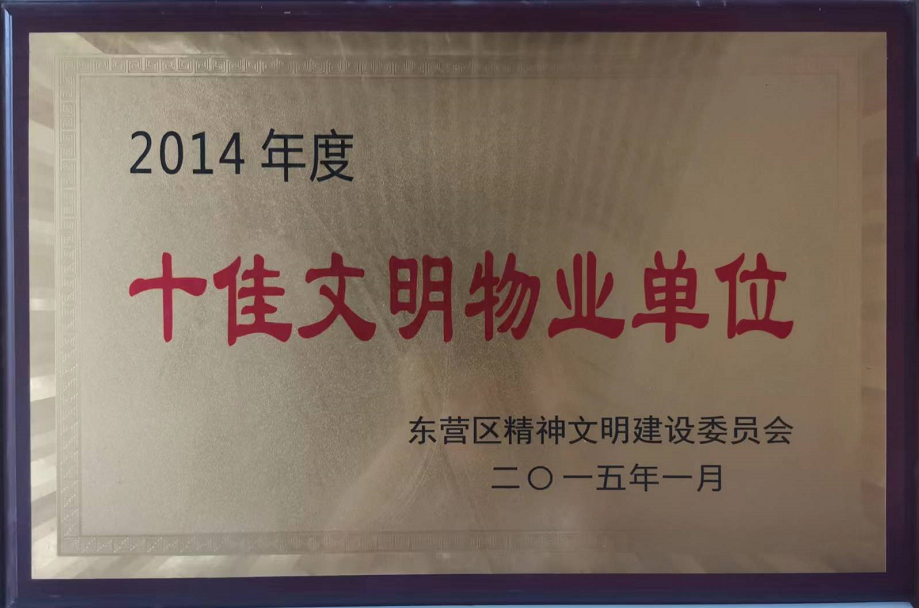 2014年度
十佳文明物业单位
东营区精神文明建设委员会
二〇一五年一月